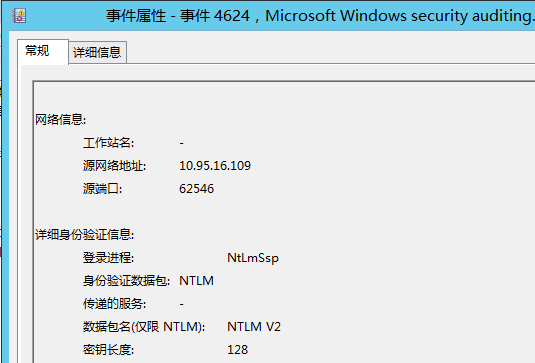 事件属性 - 事件 4624，Microsoft Windows security auditing.
常规 详细信息
网络信息:
工作站名: -
源网络地址: 10.95.16.109
源端口: 62546
详细身份验证信息:
登录进程: NtLmSsp
身份验证数据包: NTLM
传递的服务: -
数据包名(仅限 NTLM): NTLM V2
密钥长度: 128